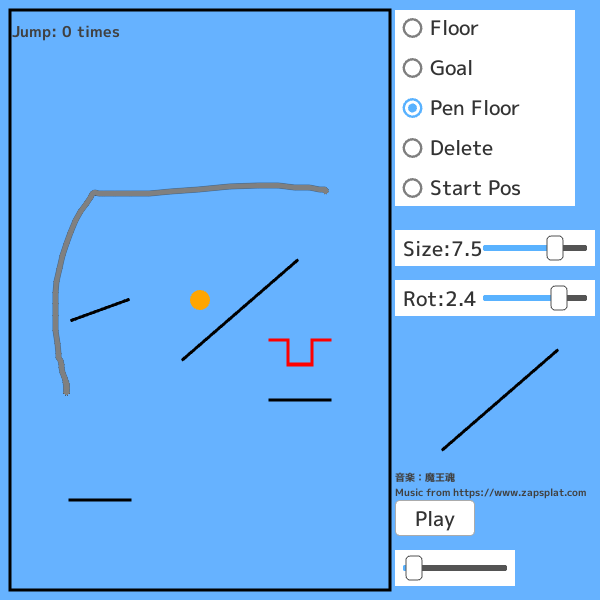 Jump: 0 times
Floor
Goal
Pen Floor
Delete
Start Pos
Size:7.5
Rot:2.4
音楽：魔王魂
Music from https://www.zapsplat.com
Play